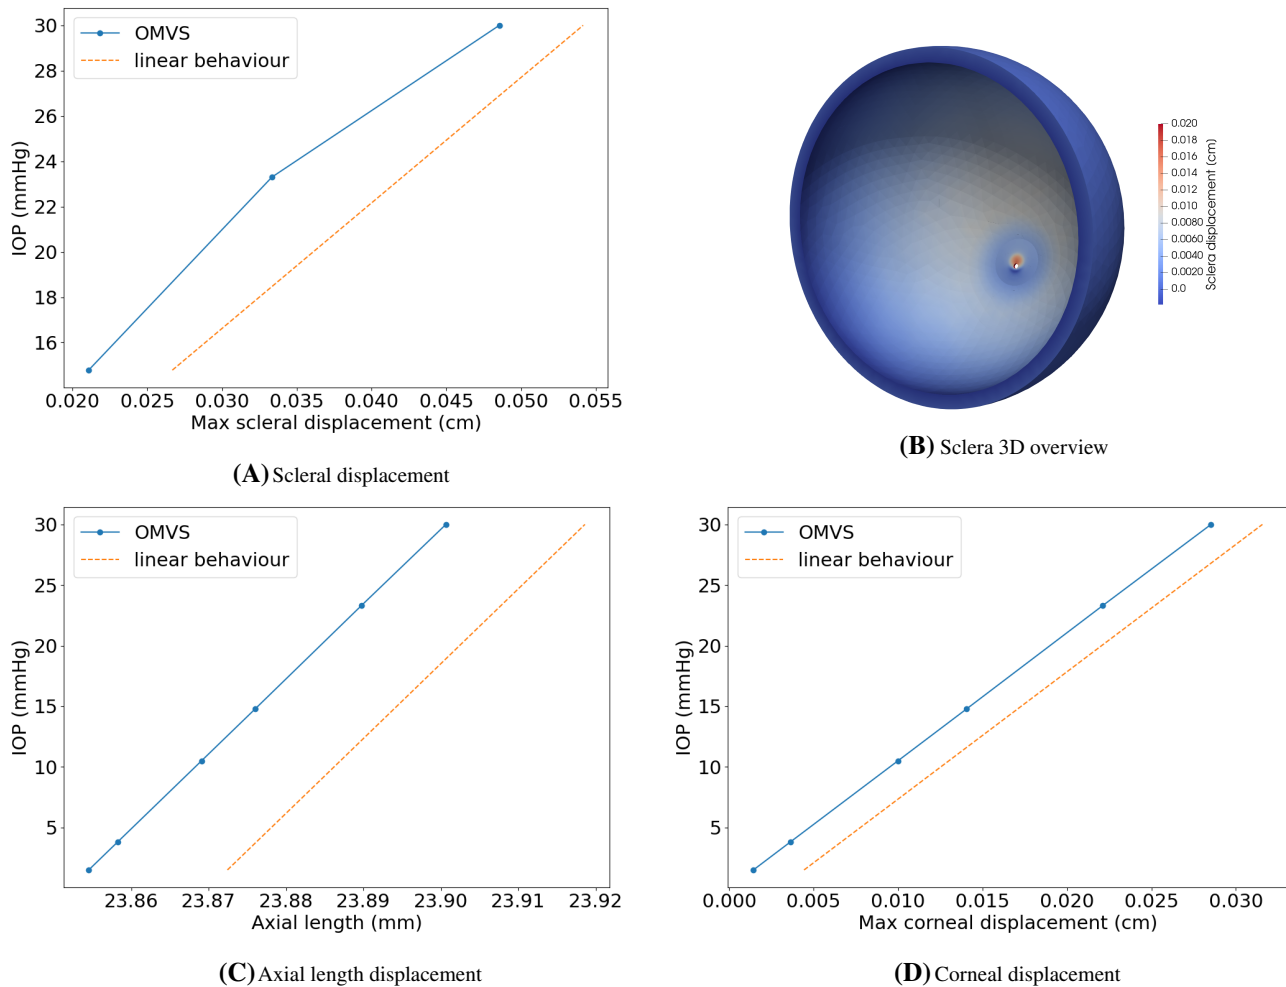 OMVS
linear behaviour
30
28
26
24
22
20
18
16
IOP (mmHg)
0.020 0.025 0.030 0.035 0.040 0.045 0.050 0.055
Max scleral displacement (cm)
(A) Scleral displacement
0.020
0.018
0.016
0.014
0.012
0.010
0.0080
0.0060
0.0040
0.0020
0.0
Sclera displacement (cm)
(B) Sclera 3D overview
OMVS
linear behaviour
30
25
20
15
10
5
IOP (mmHg)
23.86 23.87 23.88 23.89 23.90 23.91 23.92
Axial length (mm)
(C) Axial length displacement
OMVS
linear behaviour
30
25
20
15
10
5
IOP (mmHg)
0.000 0.005 0.010 0.015 0.020 0.025 0.030
Max corneal displacement (cm)
(D) Corneal displacement